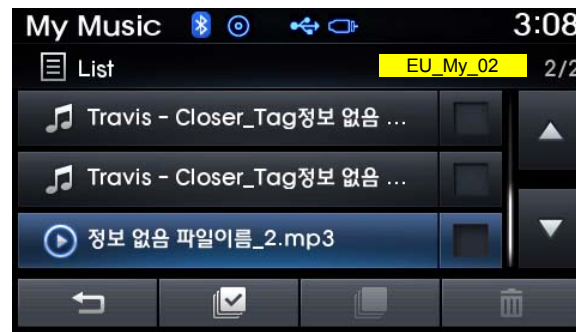 My Music 3:08
List EU_My_02 2/2
Travis - Closer_Tag정보 없음 ...
Travis - Closer_Tag정보 없음 ...
정보 없음 파일이름_2.mp3